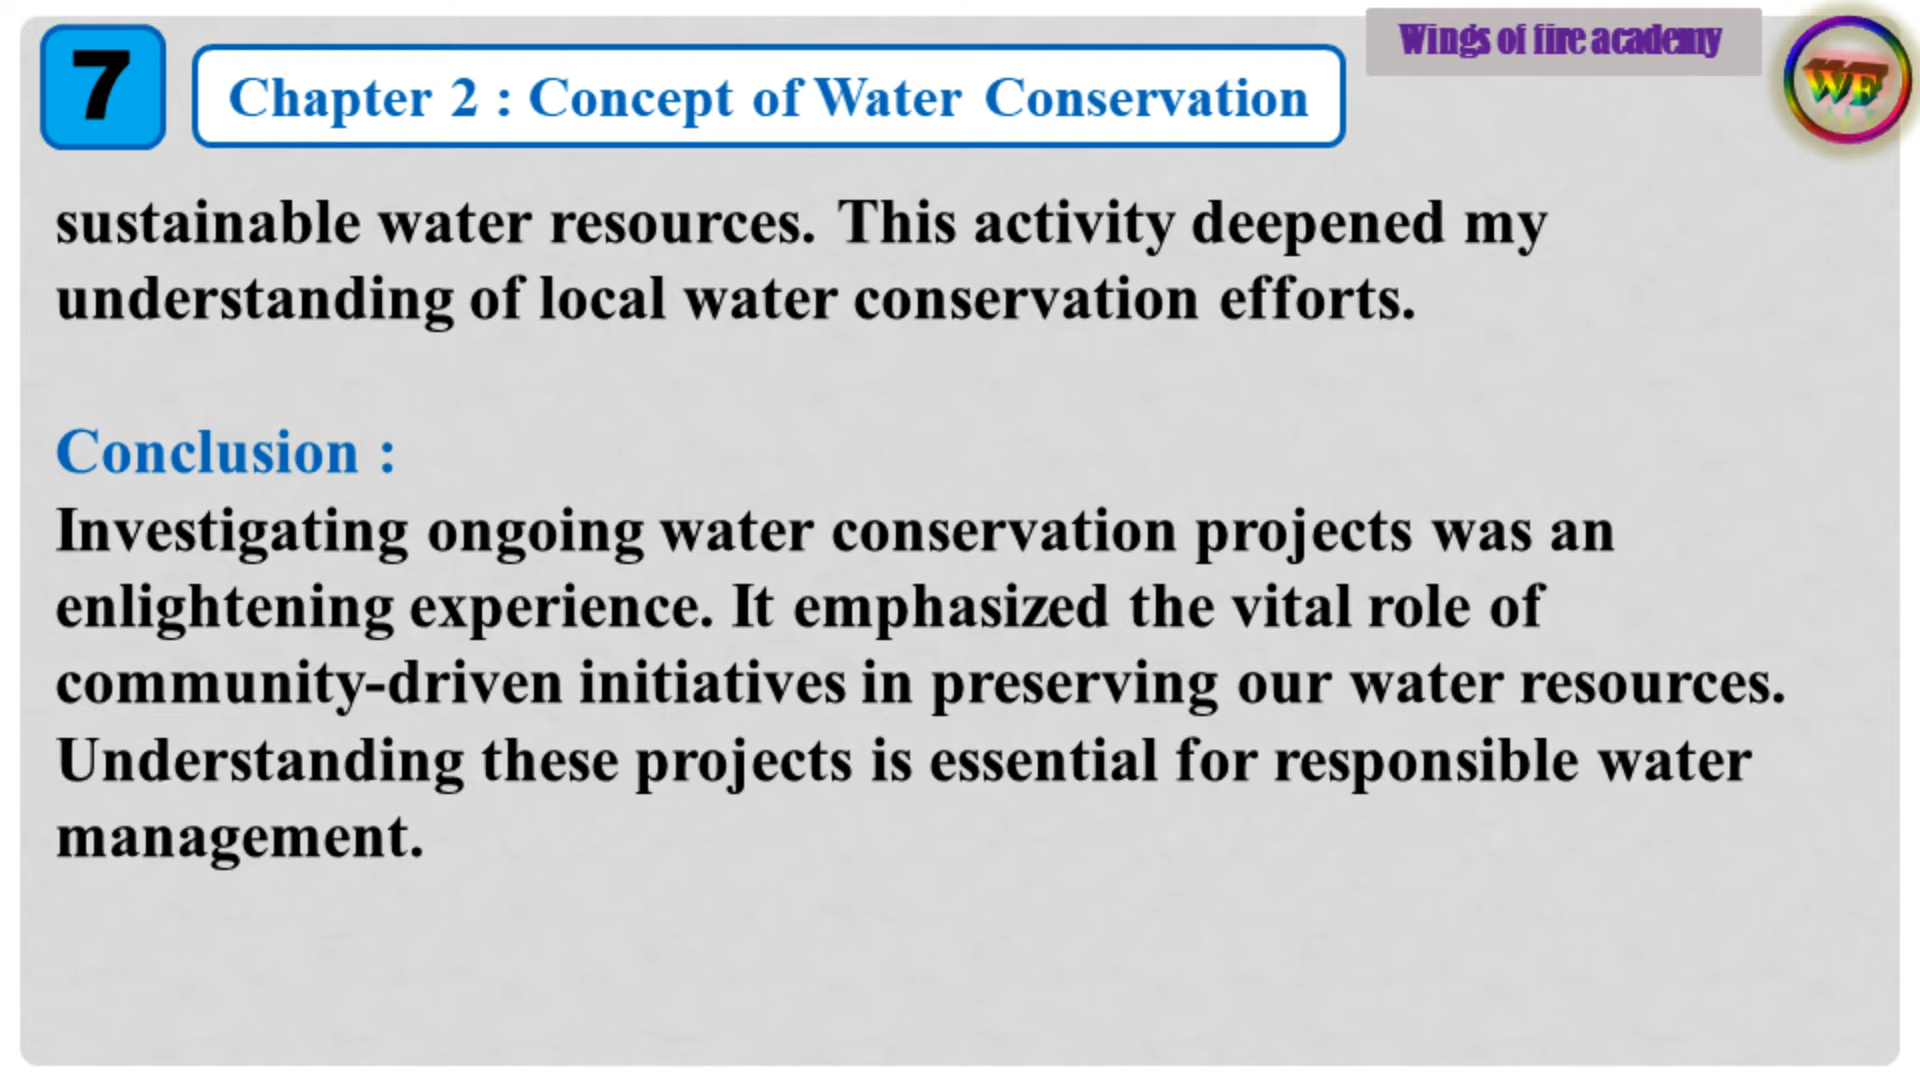 7
Chapter 2 : Concept of Water Conservation
Wings of fire academy
WF
sustainable water resources. This activity deepened my
understanding of local water conservation efforts.
Conclusion :
Investigating ongoing water conservation projects was an
enlightening experience. It emphasized the vital role of
community-driven initiatives in preserving our water resources.
Understanding these projects is essential for responsible water
management.